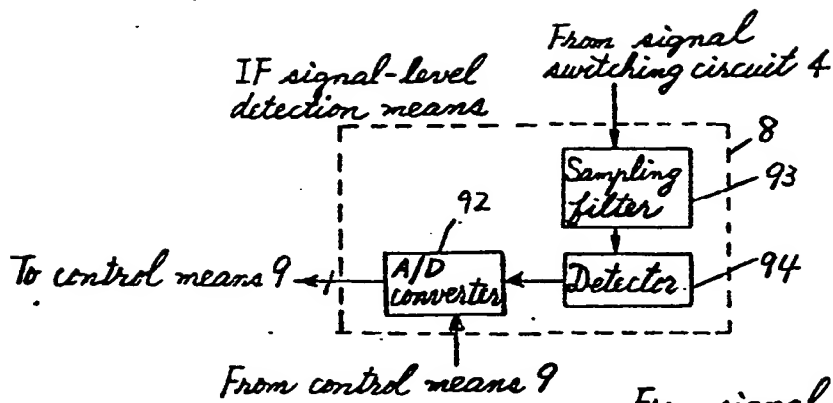 From signal
switching circuit 4
IF signal-level
detection means
8
Sampling
filter
93
92
To control means 9
A/D
converter
Detector
94
From control means 9
From signal